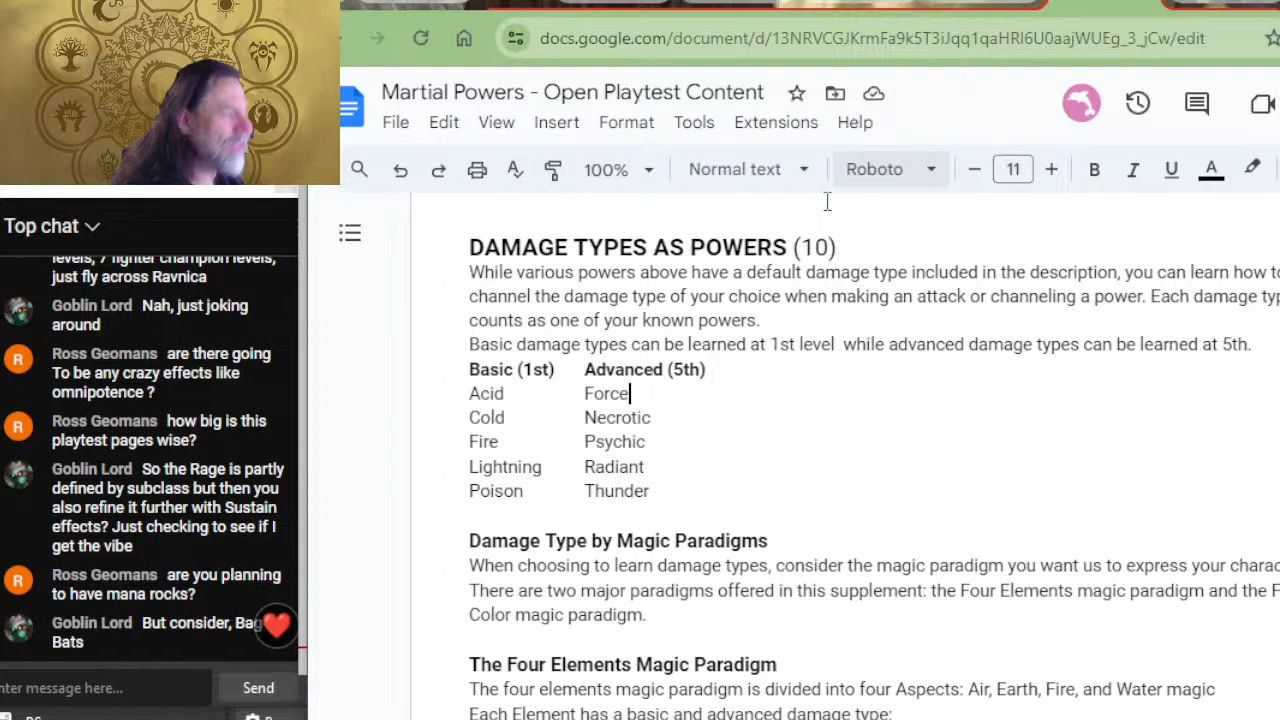 docs.google.com/document/d/13NRVCGJKrmFa9k5T3iJqq1qaHRl6U0aajWUEg_3_jCw/edit
Martial Powers - Open Playtest Content
File Edit View Insert Format Tools Extensions Help
100% Normal text Roboto 11 B I U A
Top chat
levels, 7 fighter champion levels,
just fly across Ravnica
Goblin Lord Nah, just joking
around
Ross Geomans are there going
To be any crazy effects like
omnipotence ?
Ross Geomans how big is this
playtest pages wise?
Goblin Lord So the Rage is partly
defined by subclass but then you
also refine it further with Sustain
effects? Just checking to see if I
get the vibe
Ross Geomans are you planning
to have mana rocks?
Goblin Lord But consider,
Bats
nter message here...
Send
DAMAGE TYPES AS POWERS (10)
While various powers above have a default damage type included in the description, you can learn how to
channel the damage type of your choice when making an attack or channeling a power. Each damage typ
counts as one of your known powers.
Basic damage types can be learned at 1st level while advanced damage types can be learned at 5th.
Basic (1st) Advanced (5th)
Acid Force
Cold Necrotic
Fire Psychic
Lightning Radiant
Poison Thunder
Damage Type by Magic Paradigms
When choosing to learn damage types, consider the magic paradigm you want us to express your charac
There are two major paradigms offered in this supplement: the Four Elements magic paradigm and the F
Color magic paradigm.
The Four Elements Magic Paradigm
The four elements magic paradigm is divided into four Aspects: Air, Earth, Fire, and Water magic
Each Element has a basic and advanced damage type: